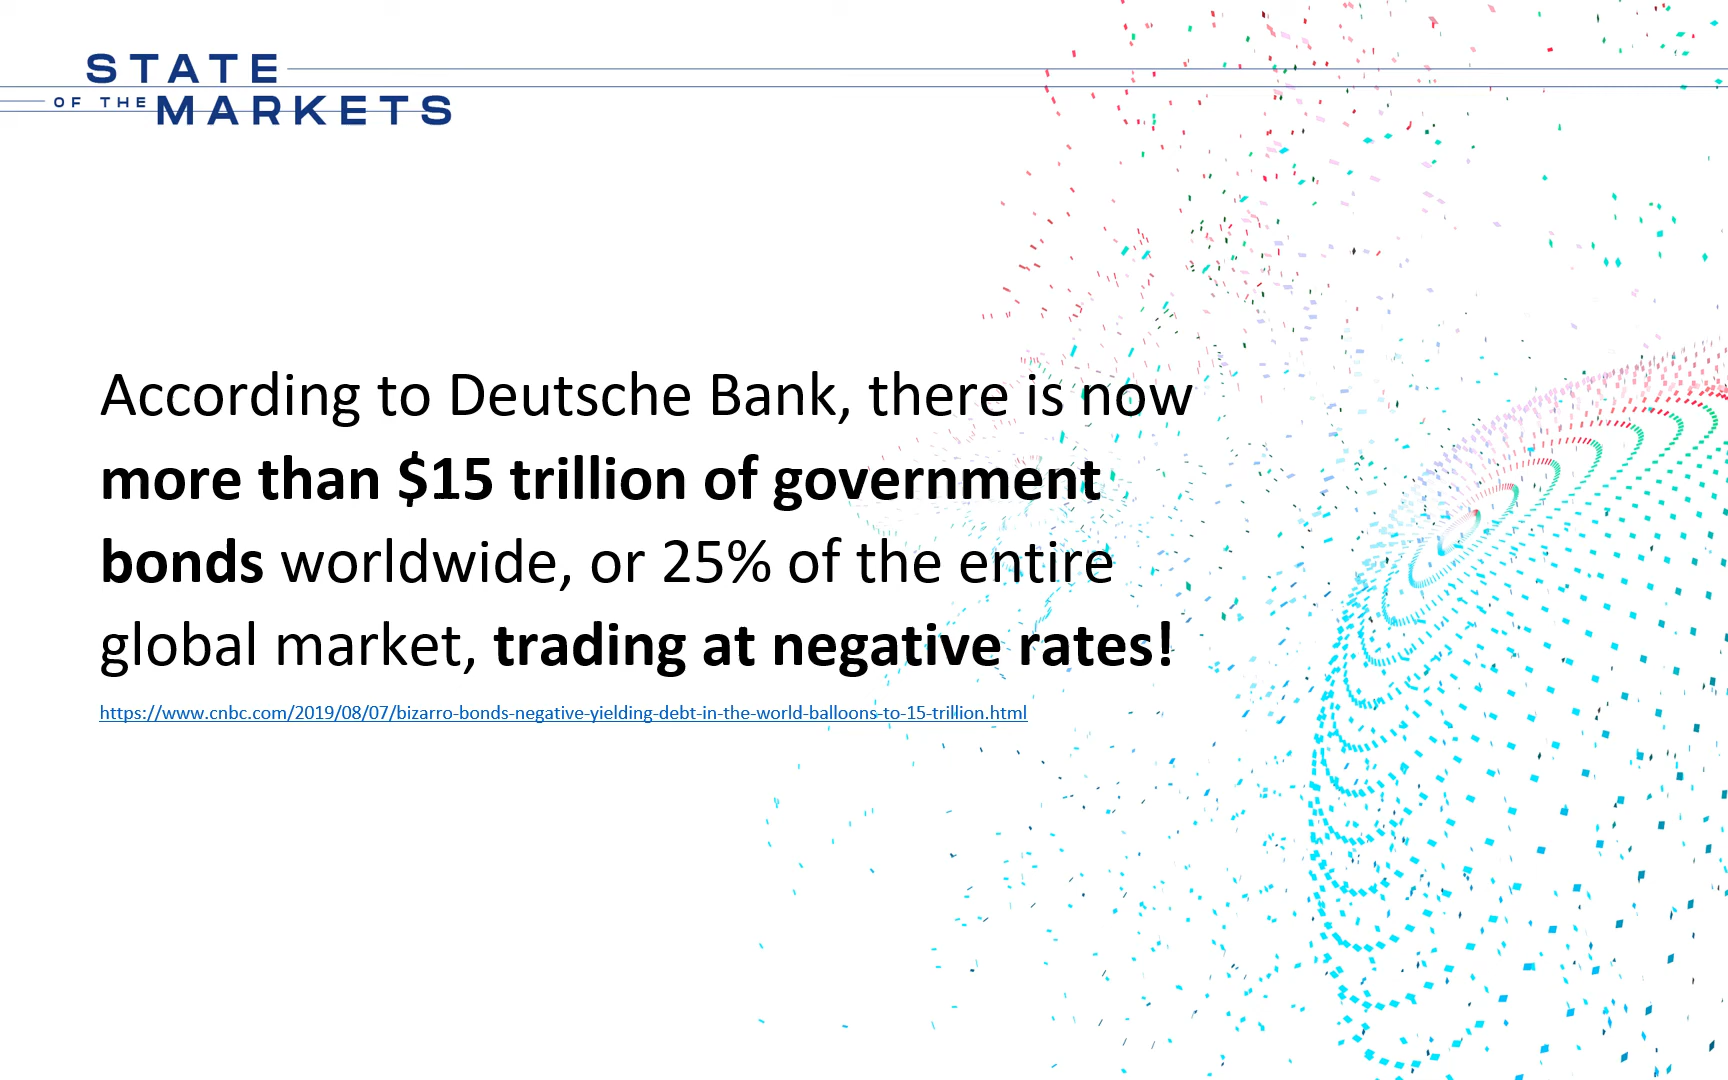 STATE
OF THE MARKETS
According to Deutsche Bank, there is now
more than $15 trillion of government
bonds worldwide, or 25% of the entire
global market, trading at negative rates!
https://www.cnbc.com/2019/08/07/bizarro-bonds-negative-yielding-debt-in-the-world-balloons-to-15-trillion.html